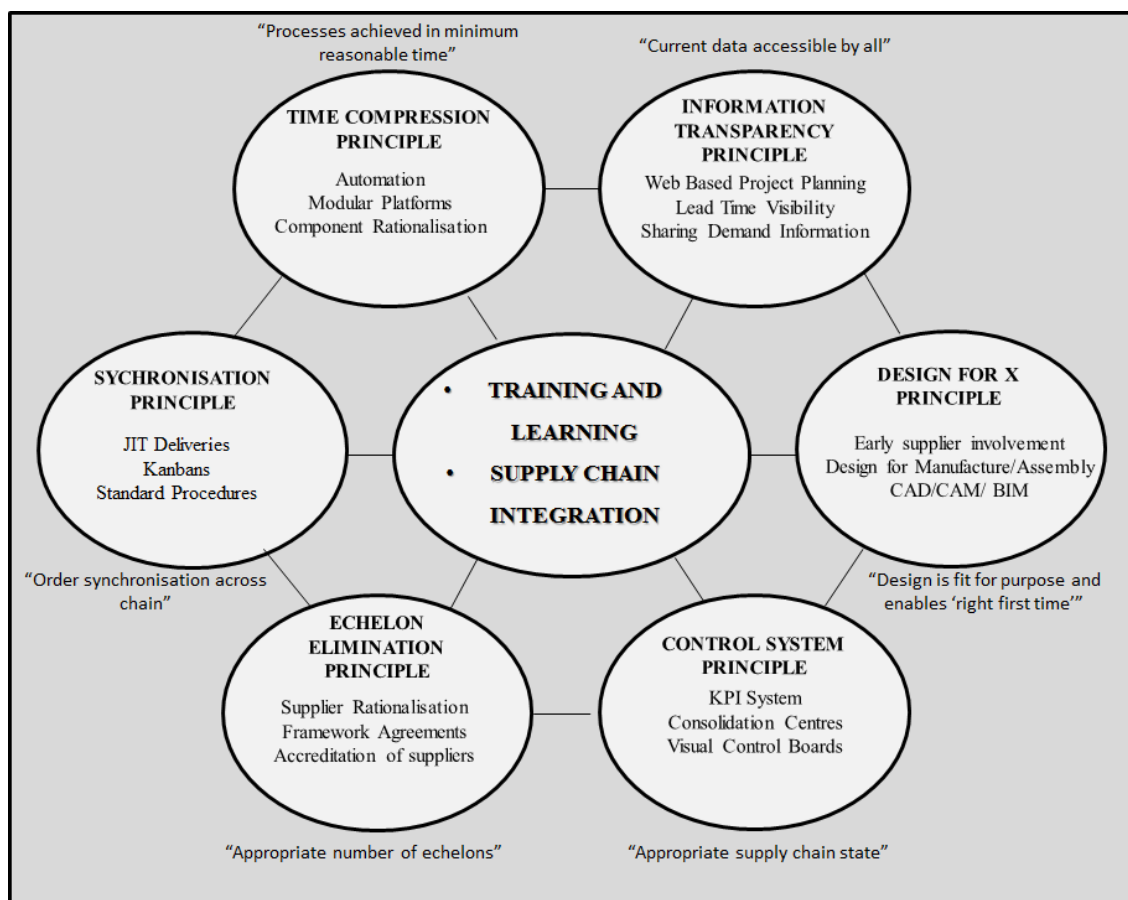 “Processes achieved in minimum
reasonable time”
“Current data accessible by all”
TIME COMPRESSION
PRINCIPLE
Automation
Modular Platforms
Component Rationalisation
INFORMATION
TRANSPARENCY
PRINCIPLE
Web Based Project Planning
Lead Time Visibility
Sharing Demand Information
SYCHRONISATION
PRINCIPLE
JIT Deliveries
Kanbans
Standard Procedures
• TRAINING AND
LEARNING
• SUPPLY CHAIN
INTEGRATION
DESIGN FOR X
PRINCIPLE
Early supplier involvement
Design for Manufacture/Assembly
CAD/CAM/ BIM
“Order synchronisation across
chain”
“Design is fit for purpose and
enables ‘right first time’”
ECHELON
ELIMINATION
PRINCIPLE
Supplier Rationalisation
Framework Agreements
Accreditation of suppliers
CONTROL SYSTEM
PRINCIPLE
KPI System
Consolidation Centres
Visual Control Boards
“Appropriate number of echelons”
“Appropriate supply chain state”